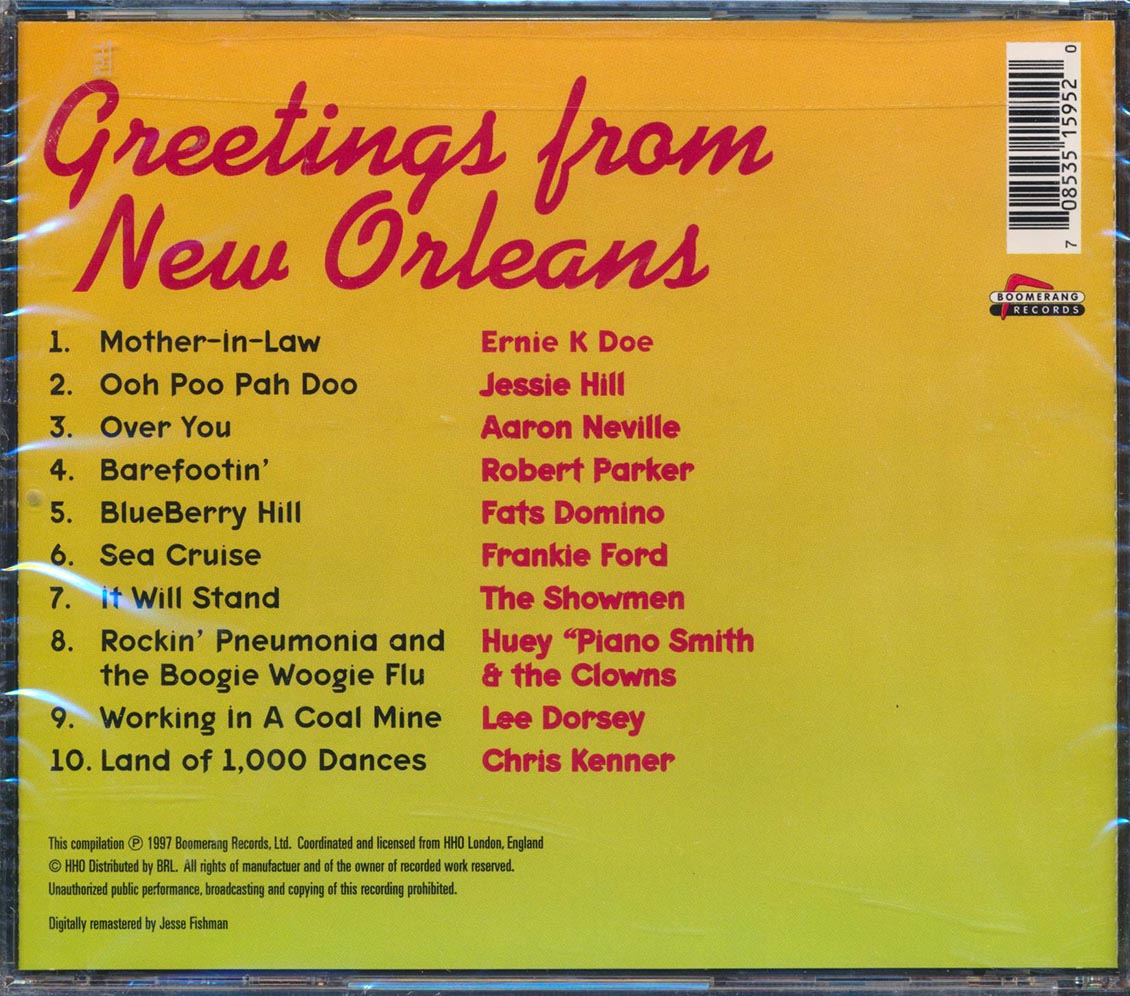 Greetings from
New Orleans
1. Mother-in-Law Ernie K Doe
2. Ooh Poo Pah Doo Jessie Hill
3. Over You Aaron Neville
4. Barefootin' Robert Parker
5. BlueBerry Hill Fats Domino
6. Sea Cruise Frankie Ford
7. it Will Stand The Showmen
8. Rockin' Pneumonia and Huey “Piano Smith
the Boogie Woogie Flu & the Clowns
9. Working in A Coal Mine Lee Dorsey
10. Land of 1,000 Dances Chris Kenner
This compilation ℗ 1997 Boomerang Records, Ltd. Coordinated and licensed from HHO London, England
© HHO Distributed by BRL. All rights of manufactuer and of the owner of recorded work reserved.
Unauthorized public performance, broadcasting and copying of this recording prohibited.
Digitally remastered by Jesse Fishman
7 08535 15952 0
BOOMERANG
RECORDS